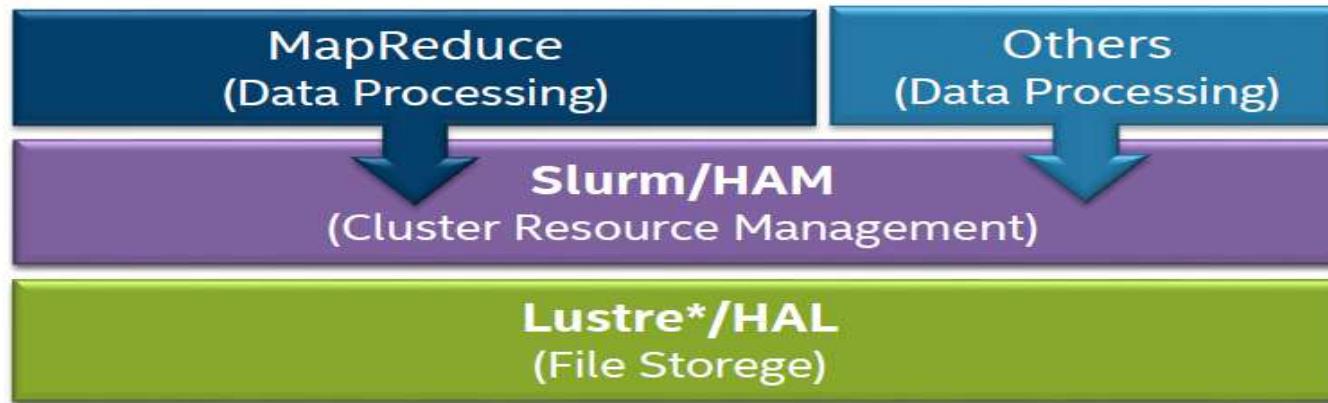 MapReduce
(Data Processing)
Others
(Data Processing)
Slurm/HAM
(Cluster Resource Management)
Lustre*/HAL
(File Storege)